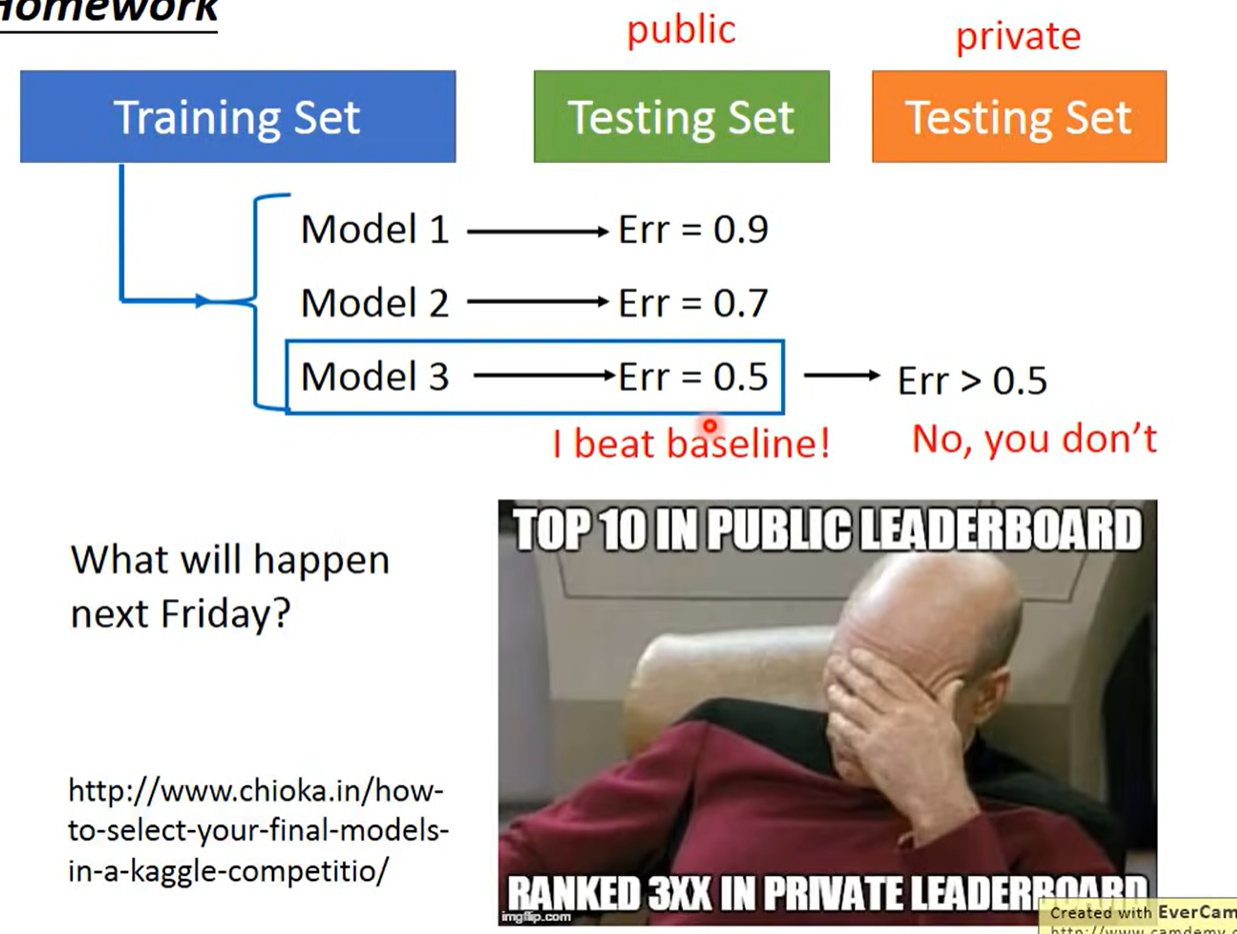 Homework
public
private
Training Set
Testing Set
Testing Set
Model 1
Err = 0.9
Model 2
Err = 0.7
Model 3
Err = 0.5
Err > 0.5
I beat baseline!
No, you don't
What will happen
next Friday?
http://www.chioka.in/how-
to-select-your-final-models-
in-a-kaggle-competitio/
TOP 10 IN PUBLIC LEADERBOARD
RANKED 3XX IN PRIVATE LEADERBOARD
imgflip.com
Created with EverCam
http://www.camdemy.c